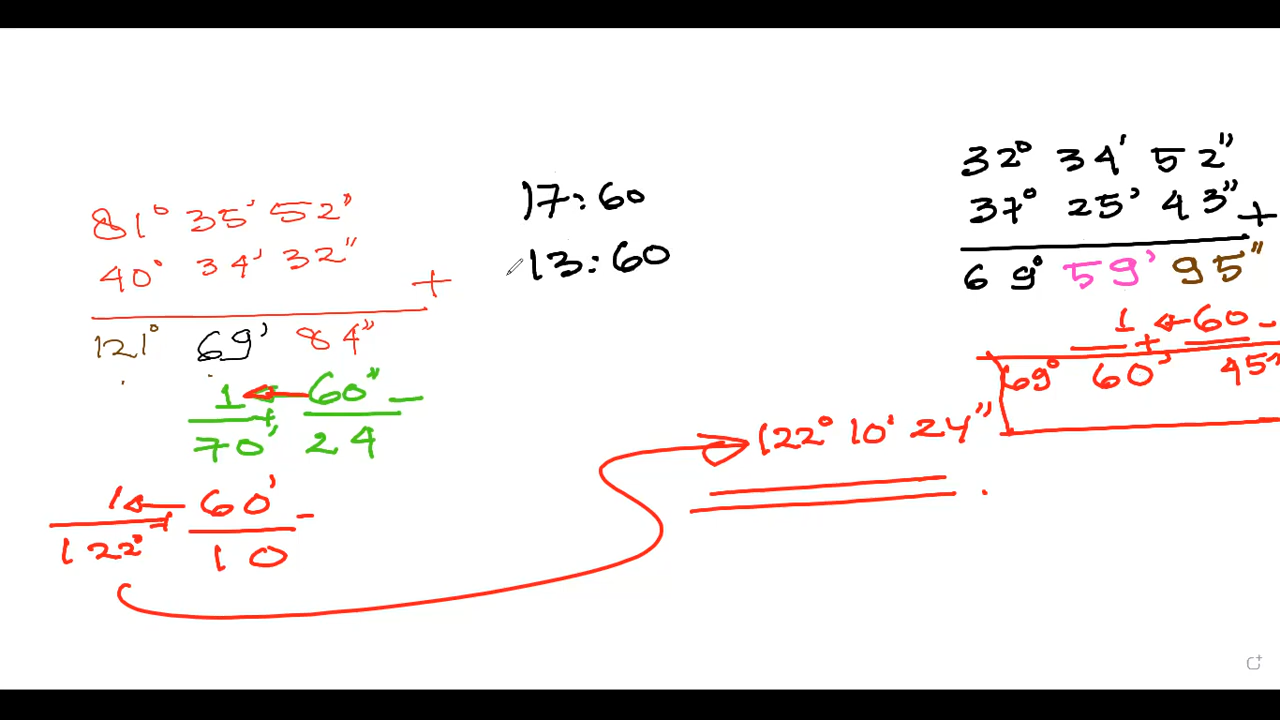 81° 35' 52"
40° 34' 32" +
121° 69' 84"
1 ← 60" -
+
70' 24
1 ← 60' -
+
122° 10
17:60
13:60
122° 10' 24"
32° 34' 52"
37° 25' 43" +
69° 59' 95"
1 ← 60 -
+
69° 60' 45"